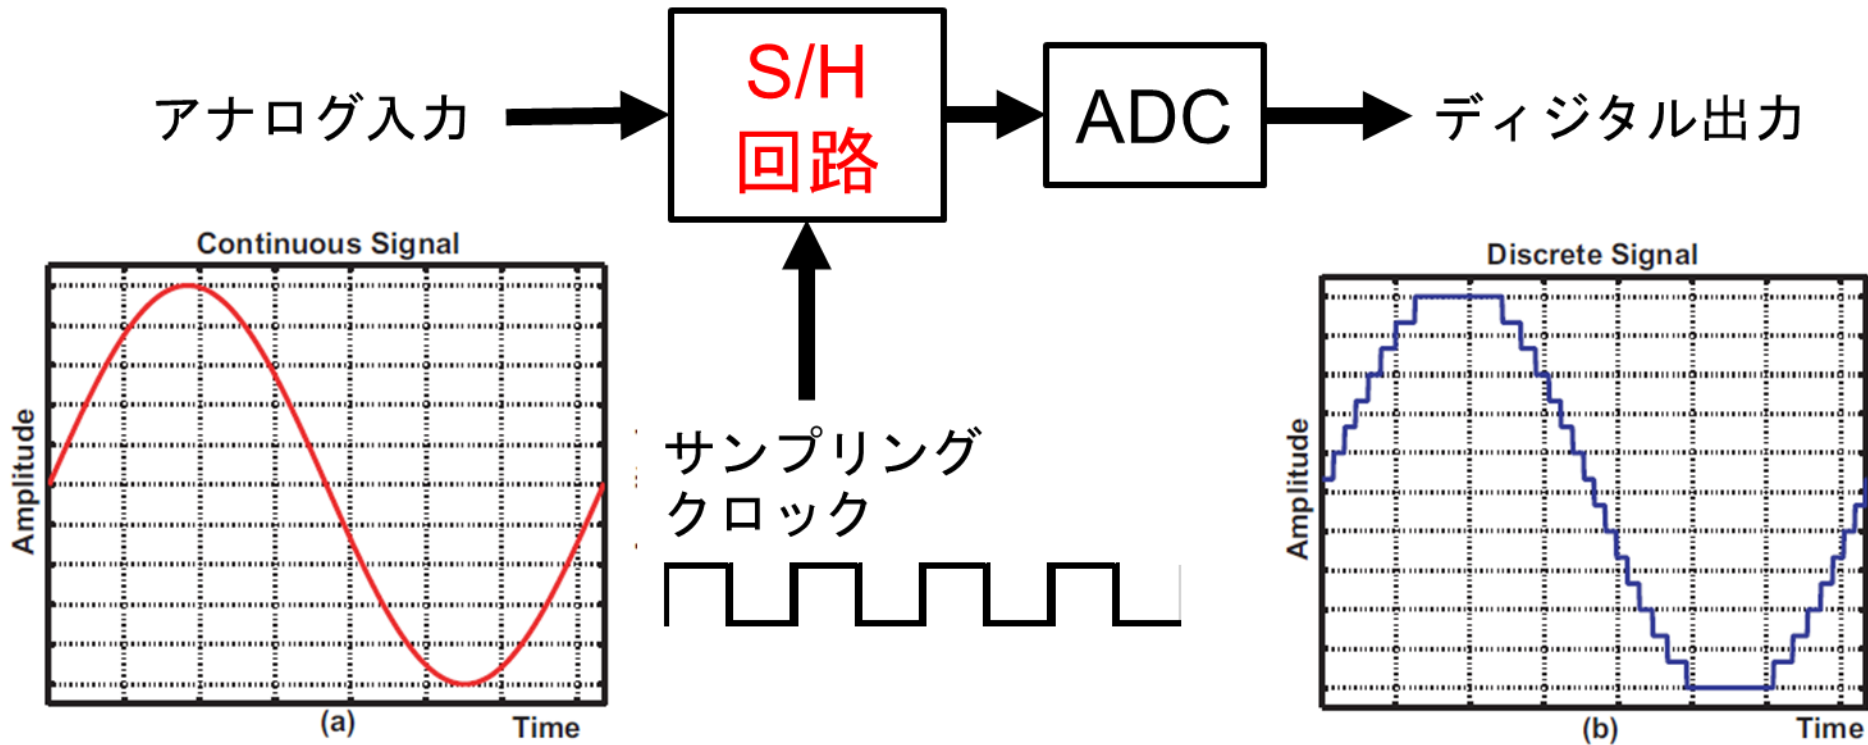 アナログ入力
S/H
回路
ADC
ディジタル出力
サンプリング
クロック
Continuous Signal
Amplitude
(a)
Time
Discrete Signal
Amplitude
(b)
Time